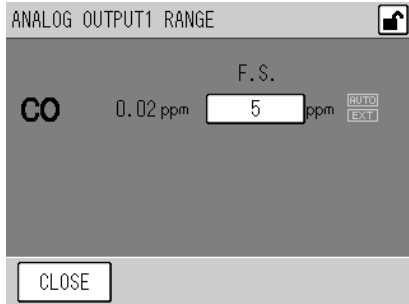 ANALOG OUTPUT1 RANGE
F.S.
CO 0.02 ppm 5 ppm AUTO
EXT
CLOSE